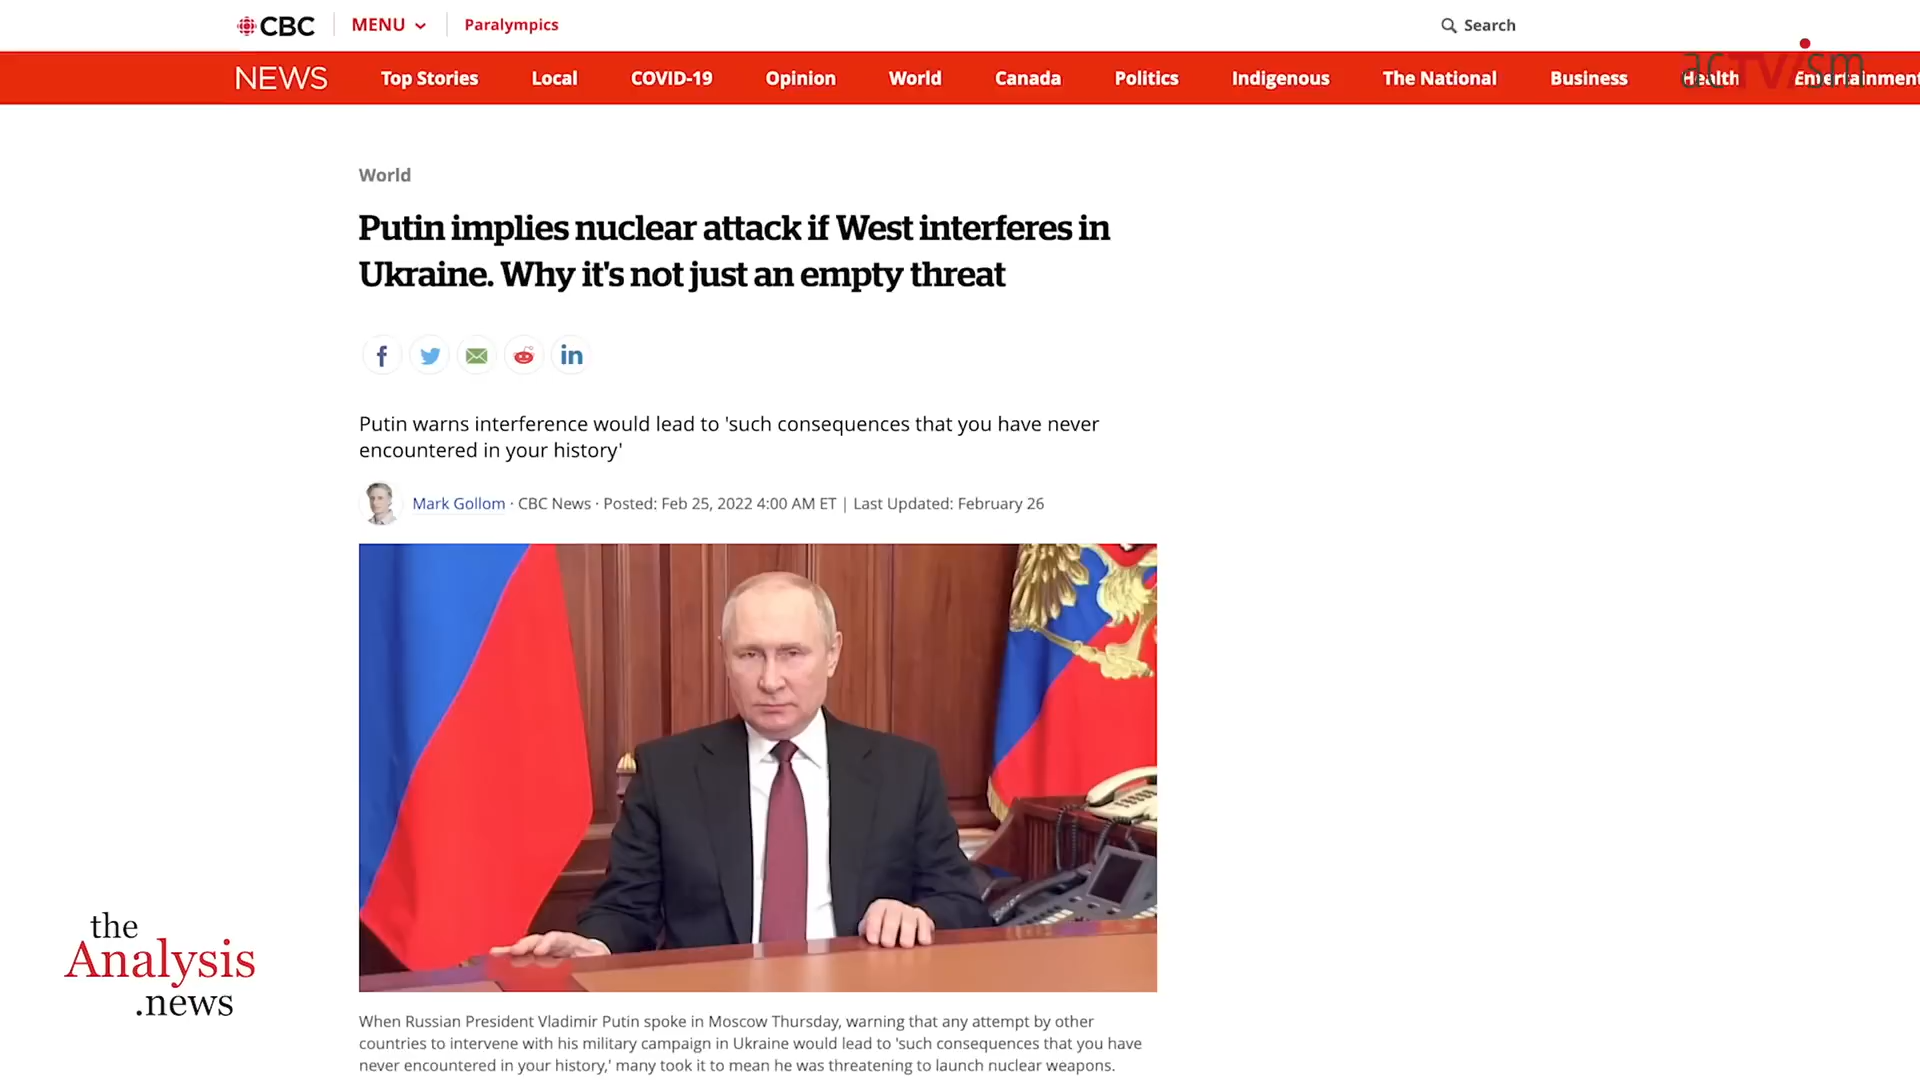 CBC MENU Paralympics Search
acTVism
NEWS Top Stories Local COVID-19 Opinion World Canada Politics Indigenous The National Business Health Entertainment
World
Putin implies nuclear attack if West interferes in
Ukraine. Why it's not just an empty threat
Putin warns interference would lead to 'such consequences that you have never
encountered in your history'
Mark Gollom · CBC News · Posted: Feb 25, 2022 4:00 AM ET | Last Updated: February 26
the
Analysis
.news
When Russian President Vladimir Putin spoke in Moscow Thursday, warning that any attempt by other
countries to intervene with his military campaign in Ukraine would lead to 'such consequences that you have
never encountered in your history,' many took it to mean he was threatening to launch nuclear weapons.